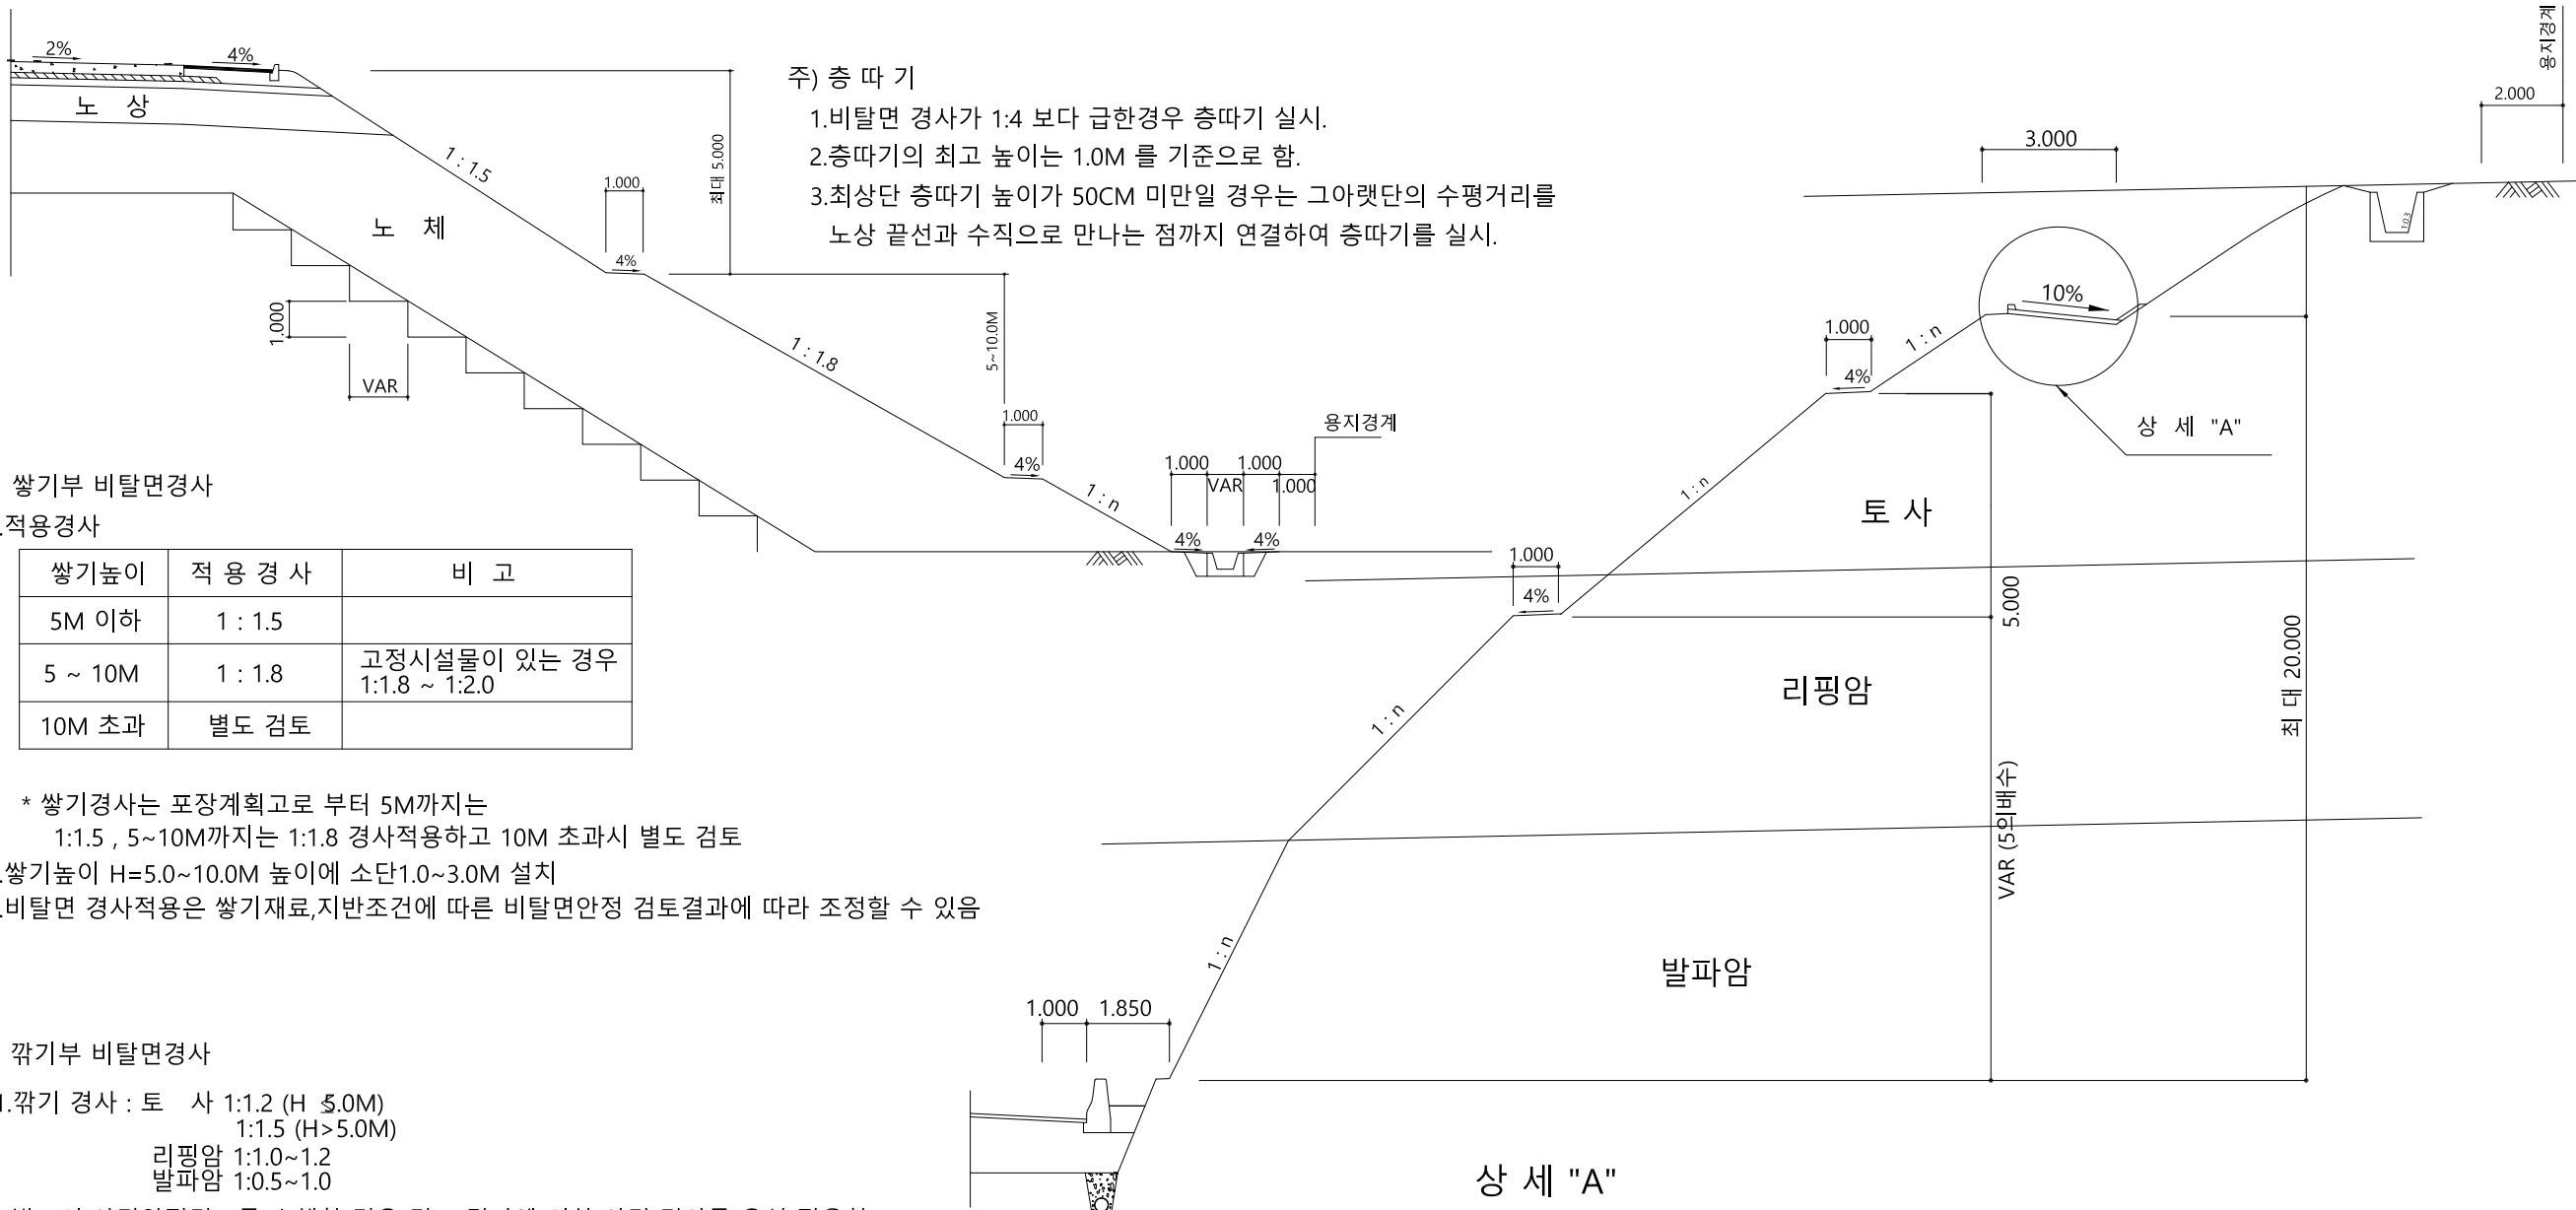 2%
4%
노 상
노 체
1 : 1.5
1.000
4%
최대 5.000
주) 층 따 기
1.비탈면 경사가 1:4 보다 급한경우 층따기 실시.
2.층따기의 최고 높이는 1.0M 를 기준으로 함.
3.최상단 층따기 높이가 50CM 미만일 경우는 그아랫단의 수평거리를
노상 끝선과 수직으로 만나는 점까지 연결하여 층따기를 실시.
1.000
VAR
1 : 1.8
5~10.0M
1.000
4%
1 : n
용지경계
1.000
VAR
1.000
1.000
4%
4%
용지경계
2.000
3.000
1:0.3
10%
1.000
4%
1 : n
상 세 "A"
1 : n
토 사
1.000
4%
5.000
최 대 20.000
리핑암
1 : n
VAR (5의배수)
발파암
1 : n
1.000
1.850
상 세 "A"
쌓기부 비탈면경사
.적용경사
쌓기높이 적 용 경 사 비 고
5M 이하 1 : 1.5
5 ~ 10M 1 : 1.8 고정시설물이 있는 경우
1:1.8 ~ 1:2.0
10M 초과 별도 검토
* 쌓기경사는 포장계획고로 부터 5M까지는
1:1.5 , 5~10M까지는 1:1.8 경사적용하고 10M 초과시 별도 검토
.쌓기높이 H=5.0~10.0M 높이에 소단1.0~3.0M 설치
.비탈면 경사적용은 쌓기재료,지반조건에 따른 비탈면안정 검토결과에 따라 조정할 수 있음
깎기부 비탈면경사
1.깎기 경사 : 토 사 1:1.2 (H ≤5.0M)
1:1.5 (H>5.0M)
리핑암 1:1.0~1.2
발파암 1:0.5~1.0